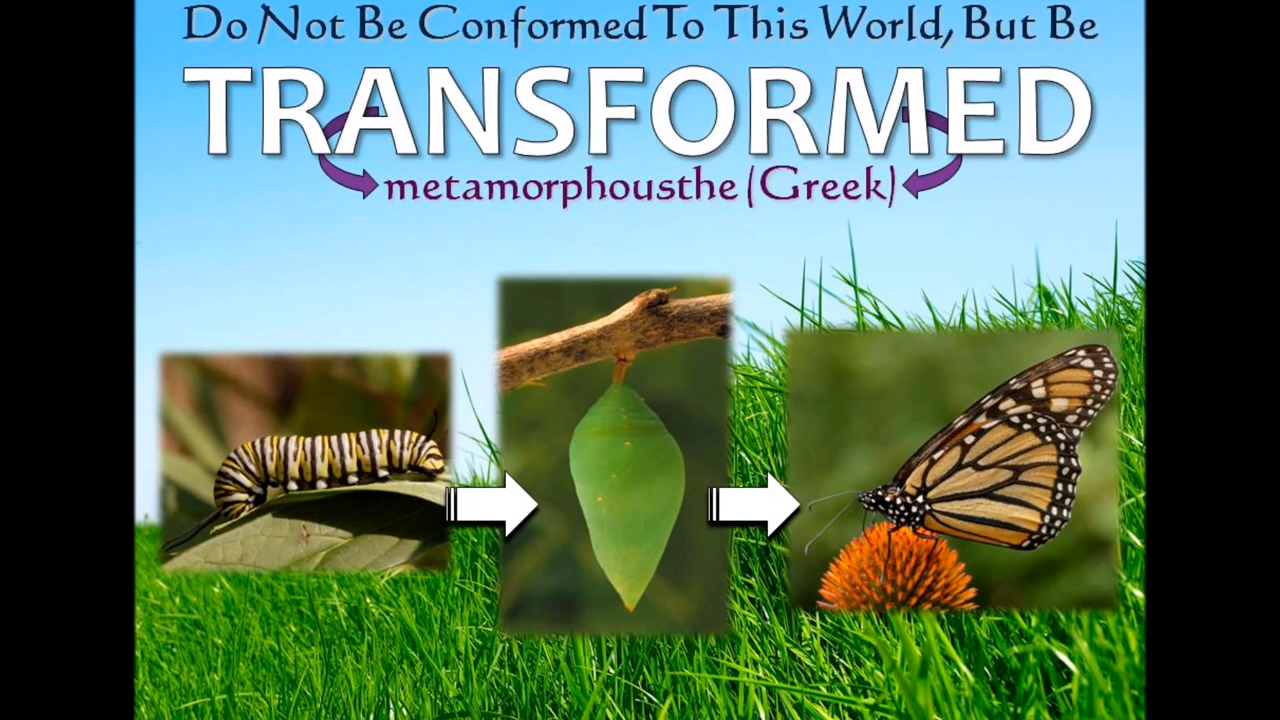 Do Not Be Conformed To This World, But Be
TRANSFORMED
metamorphousthe (Greek)